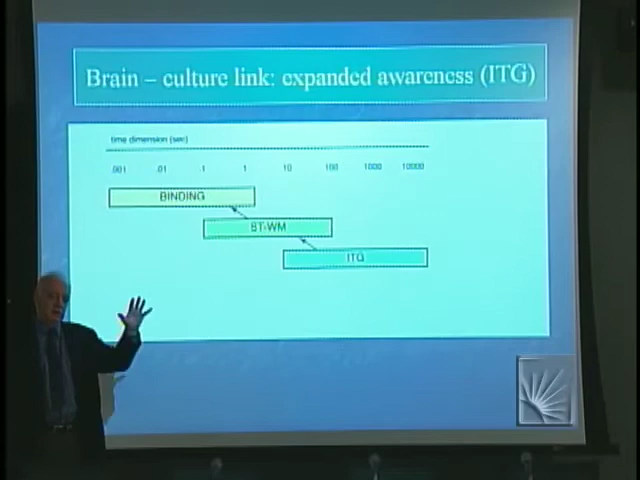 Brain – culture link: expanded awareness (ITG)
time dimension (sec)
.001 .01 .1 1 10 100 1000 10000
BINDING
ST-WM
ITG